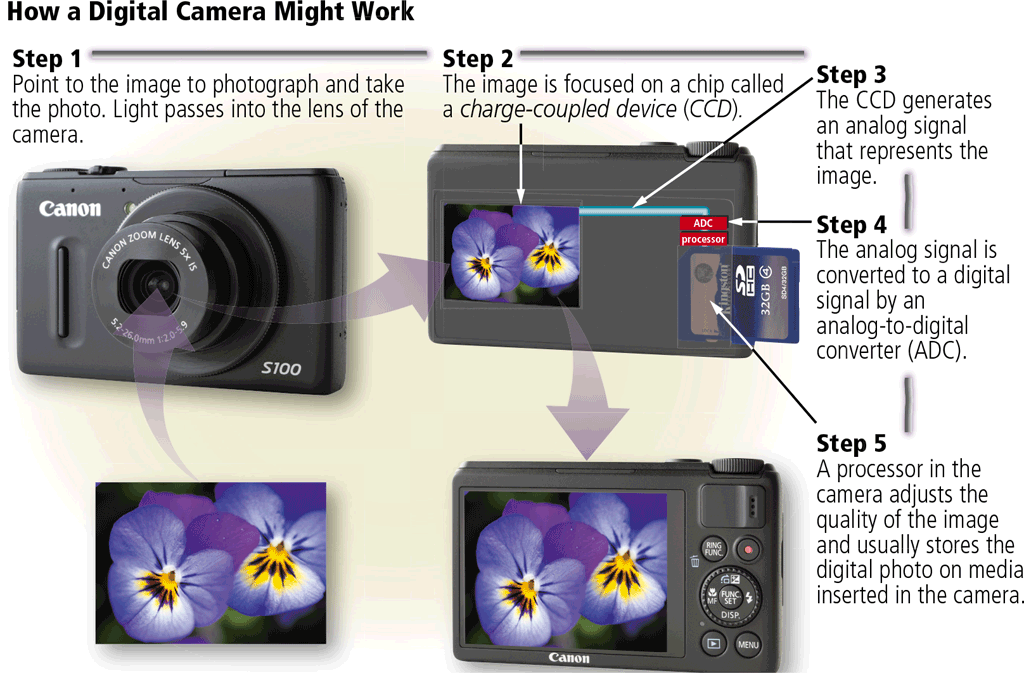 How a Digital Camera Might Work
Step 1
Point to the image to photograph and take
the photo. Light passes into the lens of the
camera.
Step 2
The image is focused on a chip called
a charge-coupled device (CCD).
Step 3
The CCD generates
an analog signal
that represents the
image.
Step 4
The analog signal is
converted to a digital
signal by an
analog-to-digital
converter (ADC).
Step 5
A processor in the
camera adjusts the
quality of the image
and usually stores the
digital photo on media
inserted in the camera.
Canon
CANON ZOOM LENS 5X IS
5.2-26.0mm 1:2.0-5.9
S100
ADC
processor
Kingston
SD HC
4
32GB
SD4/32GB
RING
FUNC.
MF
FUNC.
SET
DISP.
MENU
Canon